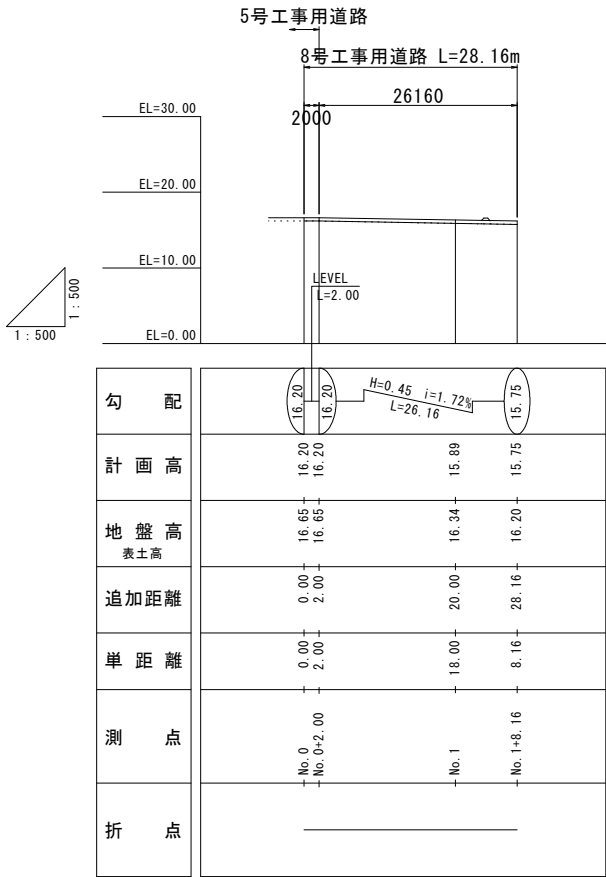 5号工事用道路
8号工事用道路 L=28.16m
26160
2000
EL=30.00
EL=20.00
EL=10.00
EL=0.00
1：500
1：500
LEVEL
L=2.00
勾配
16.20
16.20
H=0.45 i=1.72%
L=26.16
15.75
計画高
16.20
16.20
15.89
15.75
地盤高
表土高
16.65
16.65
16.34
16.20
追加距離
0.00
2.00
20.00
28.16
単距離
0.00
2.00
18.00
8.16
測点
No.0
No.0+2.00
No.1
No.1+8.16
折点